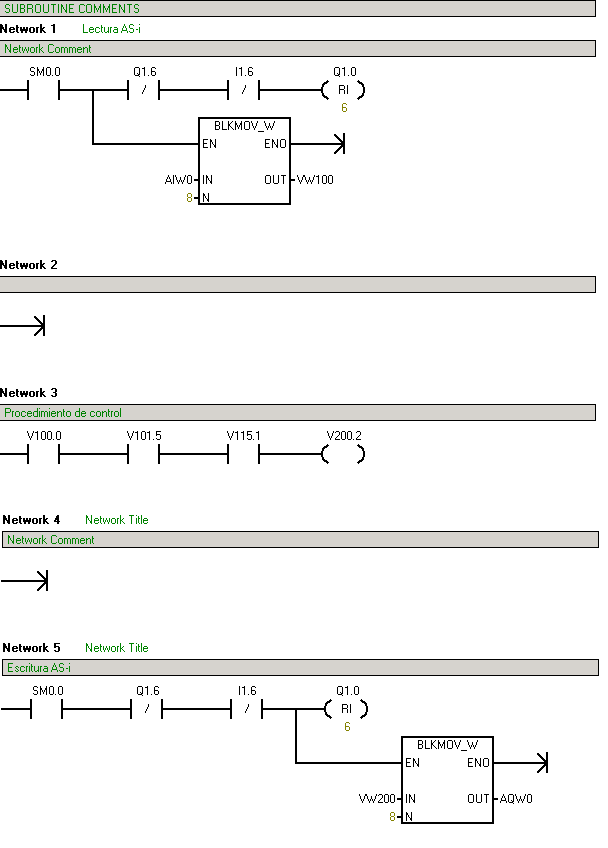 SUBROUTINE COMMENTS
Network 1 Lectura AS-i
Network Comment
SM0.0 Q1.6 I1.6 Q1.0
/ / RI
6
BLKMOV_W
EN ENO
AIW0 IN OUT VW100
8 N
Network 2
Network 3
Procedimiento de control
V100.0 V101.5 V115.1 V200.2
Network 4 Network Title
Network Comment
Network 5 Network Title
Escritura AS-i
SM0.0 Q1.6 I1.6 Q1.0
/ / RI
6
BLKMOV_W
EN ENO
VW200 IN OUT AQW0
8 N